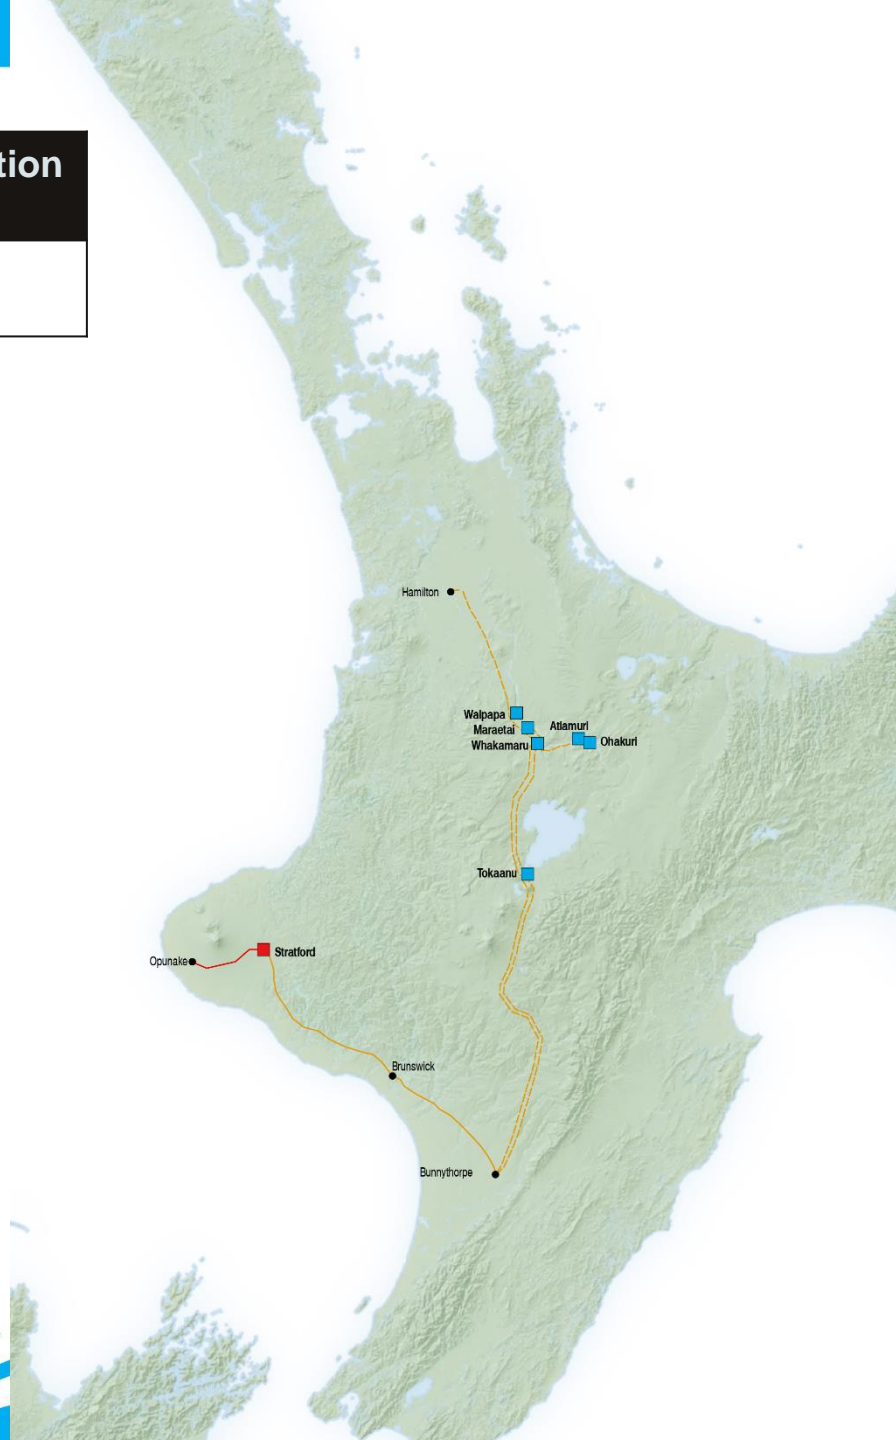 tion
Hamilton
Waipapa
Maraetai
Atiamuri
Whakamaru
Ohakuri
Tokaanu
Stratford
Opunake
Brunswick
Bunnythorpe